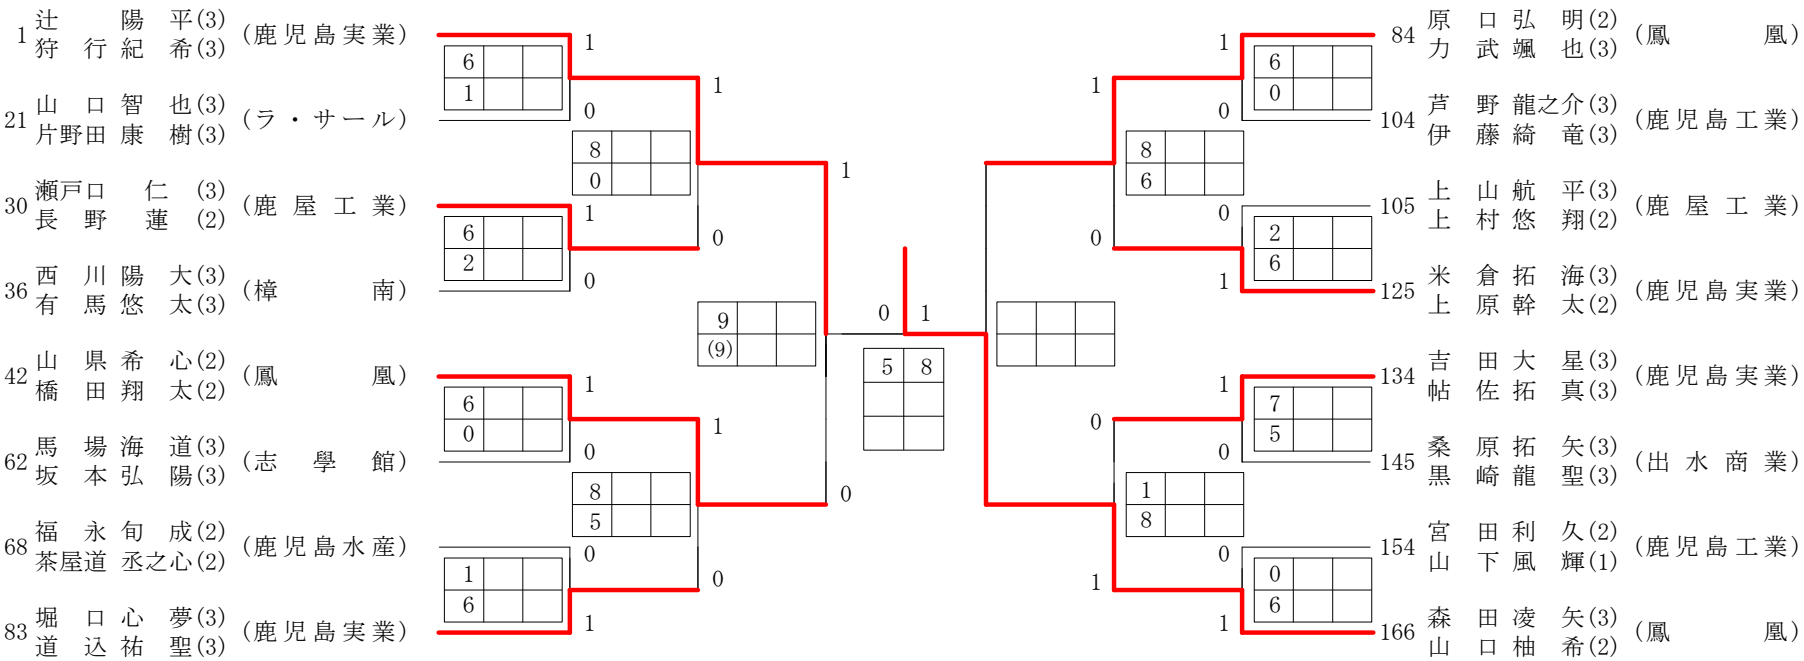 1 辻 陽 平(3) (鹿児島実業)
狩 行 紀 希(3)
21 山 口 智 也(3) (ラ・サール)
片野田 康 樹(3)
30 瀬戸口 仁 (3) (鹿 屋 工 業)
長 野 蓮 (2)
36 西 川 陽 大(3) (樟 南)
有 馬 悠 太(3)
42 山 県 希 心(2) (鳳 凰)
橋 田 翔 太(2)
62 馬 場 海 道(3) (志 學 館)
坂 本 弘 陽(3)
68 福 永 旬 成(2) (鹿児島水産)
茶屋道 丞之心(2)
83 堀 口 心 夢(3) (鹿児島実業)
道 込 祐 聖(3)
1
6
1
0
1
8
0
1
6
2
0
0
1
9
(9)
1
6
0
0
1
8
5
0
1
6
1
0
0
0 1
5 8
1
6
0
0
1
8
6
0
2
6
1
0
1
7
5
0
0
1
8
0
0
6
1
1
84 原 口 弘 明(2) (鳳 凰)
力 武 颯 也(3)
104 芦 野 龍之介(3) (鹿児島工業)
伊 藤 綺 竜(3)
105 上 山 航 平(3) (鹿 屋 工 業)
上 村 悠 翔(2)
125 米 倉 拓 海(3) (鹿児島実業)
上 原 幹 太(2)
134 吉 田 大 星(3) (鹿児島実業)
帖 佐 拓 真(3)
145 桑 原 拓 矢(3) (出 水 商 業)
黒 崎 龍 聖(3)
154 宮 田 利 久(2) (鹿児島工業)
山 下 風 輝(1)
166 森 田 凌 矢(3) (鳳 凰)
山 口 柚 希(2)